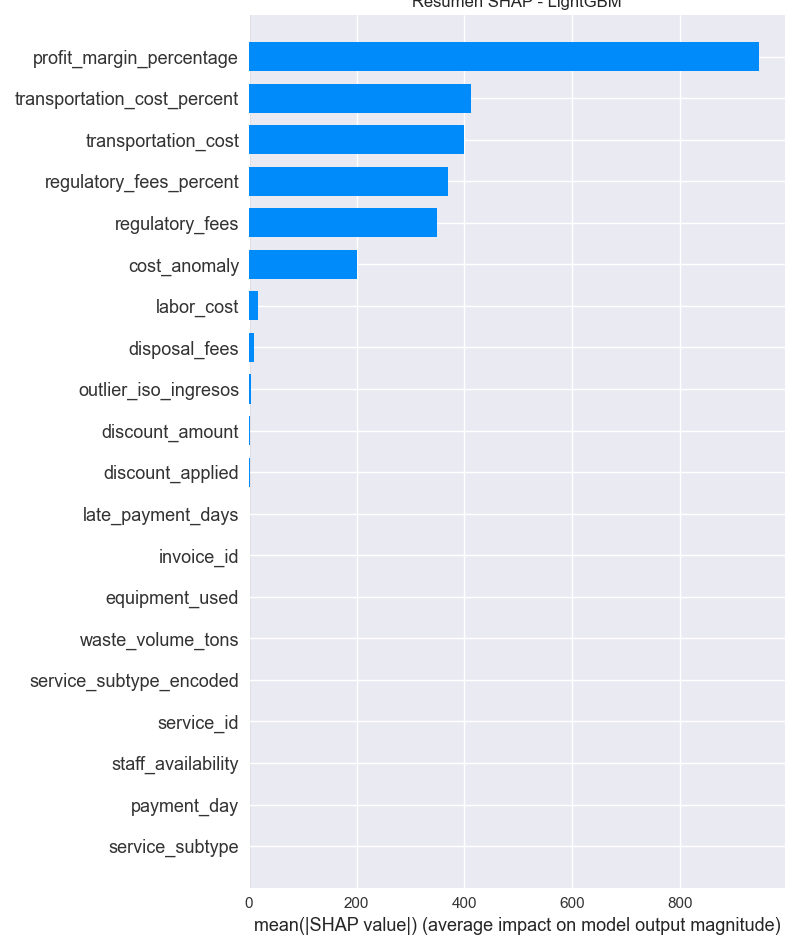 Resumen SHAP - LightGBM
profit_margin_percentage
transportation_cost_percent
transportation_cost
regulatory_fees_percent
regulatory_fees
cost_anomaly
labor_cost
disposal_fees
outlier_iso_ingresos
discount_amount
discount_applied
late_payment_days
invoice_id
equipment_used
waste_volume_tons
service_subtype_encoded
service_id
staff_availability
payment_day
service_subtype
0 200 400 600 800
mean(|SHAP value|) (average impact on model output magnitude)